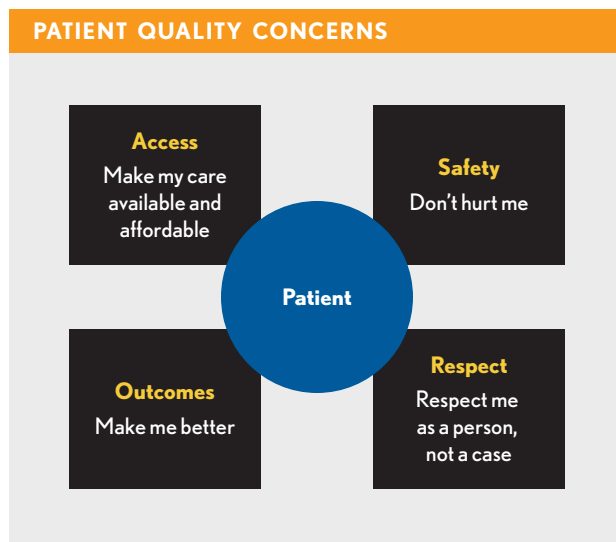 PATIENT QUALITY CONCERNS
Access
Make my care
available and
affordable
Safety
Don't hurt me
Patient
Outcomes
Make me better
Respect
Respect me
as a person,
not a case